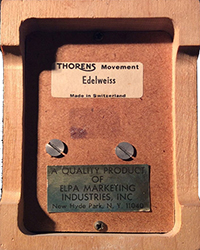 THORENS Movement
Edelweiss
Made in Switzerland
A QUALITY PRODUCT
OF
ELPA MARKETING
INDUSTRIES, INC
New Hyde Park, N. Y. 11040